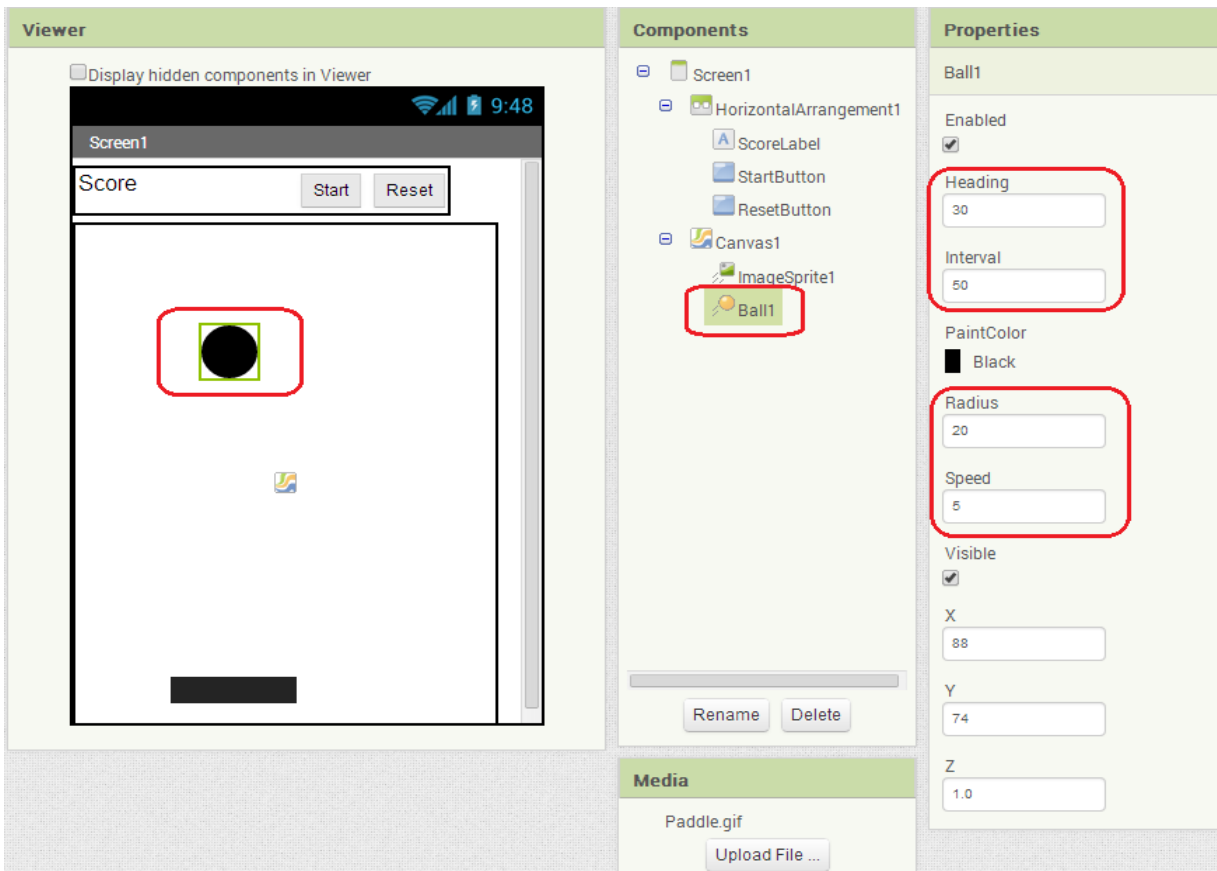 Viewer
Display hidden components in Viewer
9:48
Screen1
Score
Start
Reset
Components
Screen1
HorizontalArrangement1
A ScoreLabel
StartButton
ResetButton
Canvas1
ImageSprite1
Ball1
Rename
Delete
Media
Paddle.gif
Upload File ...
Properties
Ball1
Enabled
Heading
30
Interval
50
PaintColor
Black
Radius
20
Speed
5
Visible
X
88
Y
74
Z
1.0